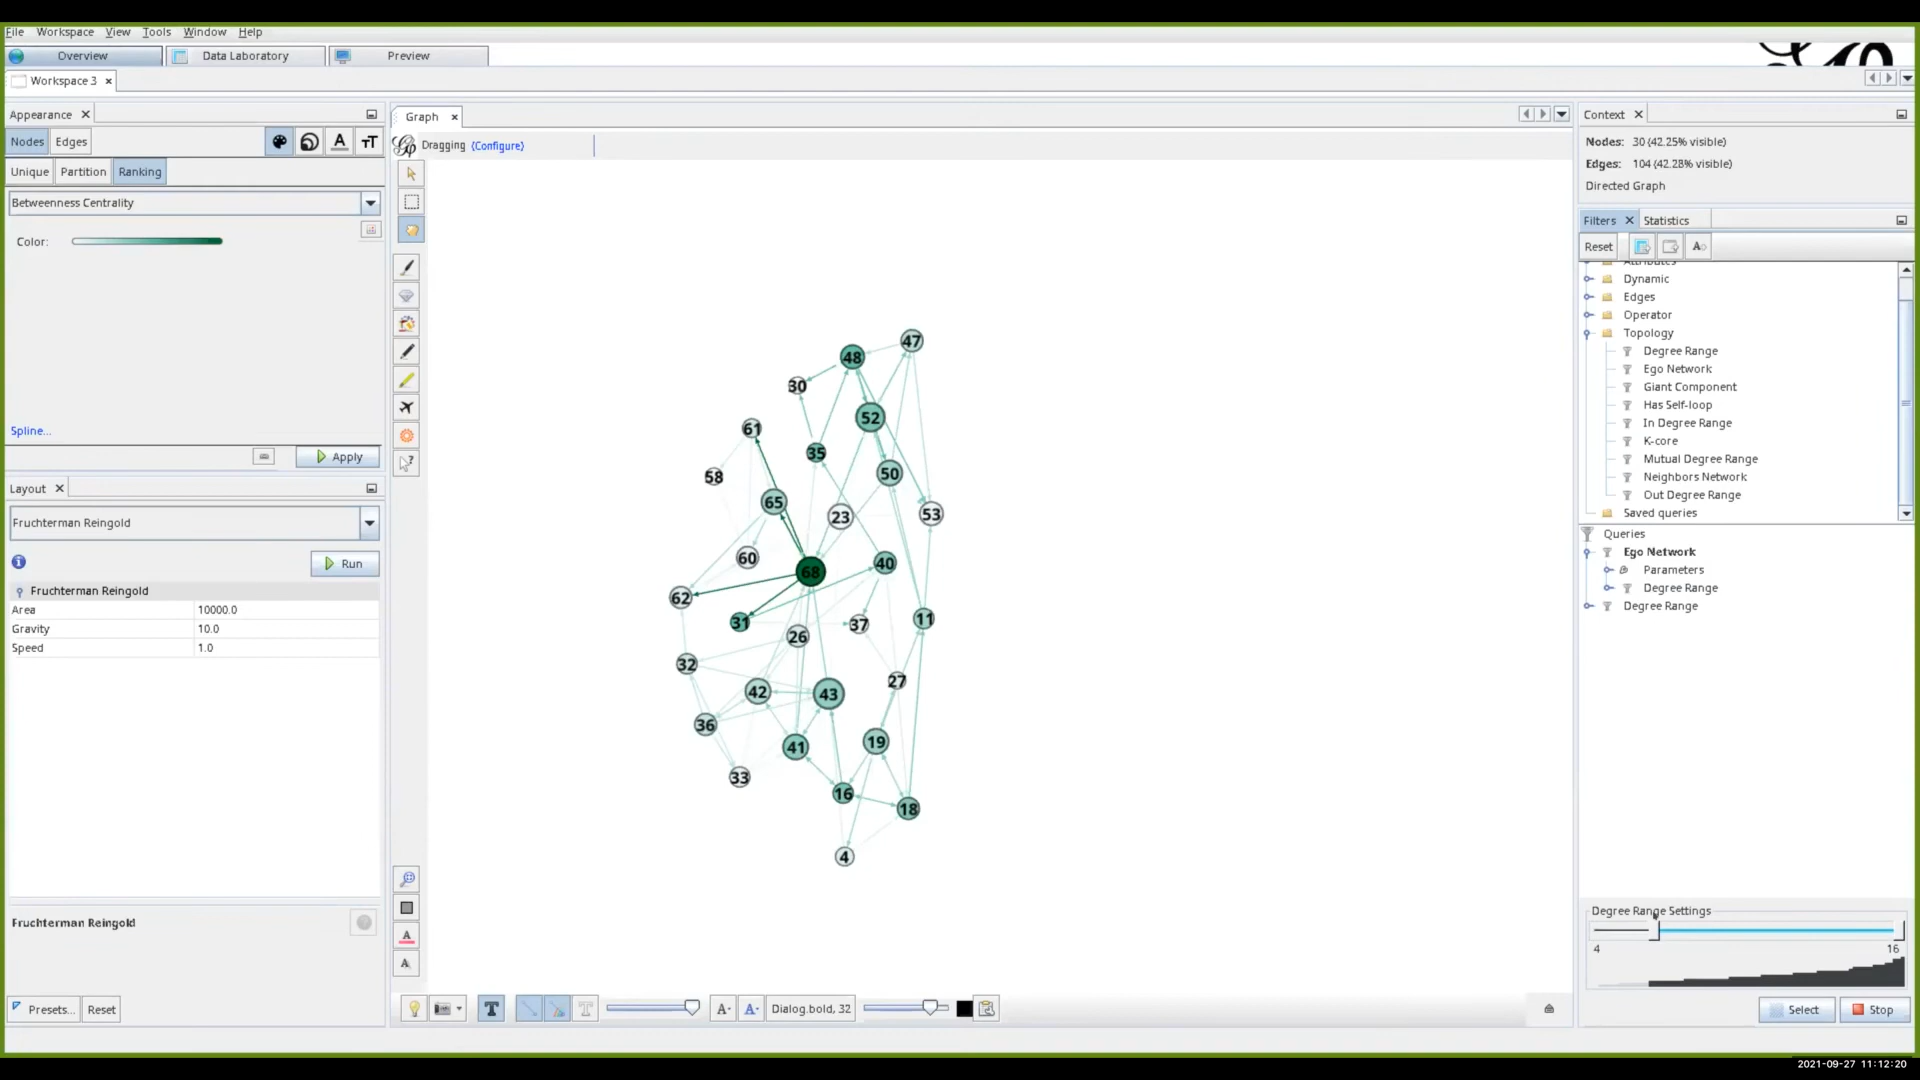 File Workspace View Tools Window Help
Overview Data Laboratory Preview
Workspace 3
Appearance
Nodes Edges
Unique Partition Ranking
Betweenness Centrality
Color:
Spline...
Apply
Layout
Fruchterman Reingold
Run
Fruchterman Reingold
Area 10000.0
Gravity 10.0
Speed 1.0
Fruchterman Reingold
Presets... Reset
Graph
Dragging (Configure)
47
48
30
52
61
35
58
50
65
23
53
60
40
68
62
31
37
11
26
32
27
42
43
36
19
41
33
16
18
4
Dialog.bold, 32
Context
Nodes: 30 (42.25% visible)
Edges: 104 (42.28% visible)
Directed Graph
Filters Statistics
Reset
Attributes
Dynamic
Edges
Operator
Topology
Degree Range
Ego Network
Giant Component
Has Self-loop
In Degree Range
K-core
Mutual Degree Range
Neighbors Network
Out Degree Range
Saved queries
Queries
Ego Network
Parameters
Degree Range
Degree Range
Degree Range Settings
4 16
Select Stop
2021-09-27 11:12:20